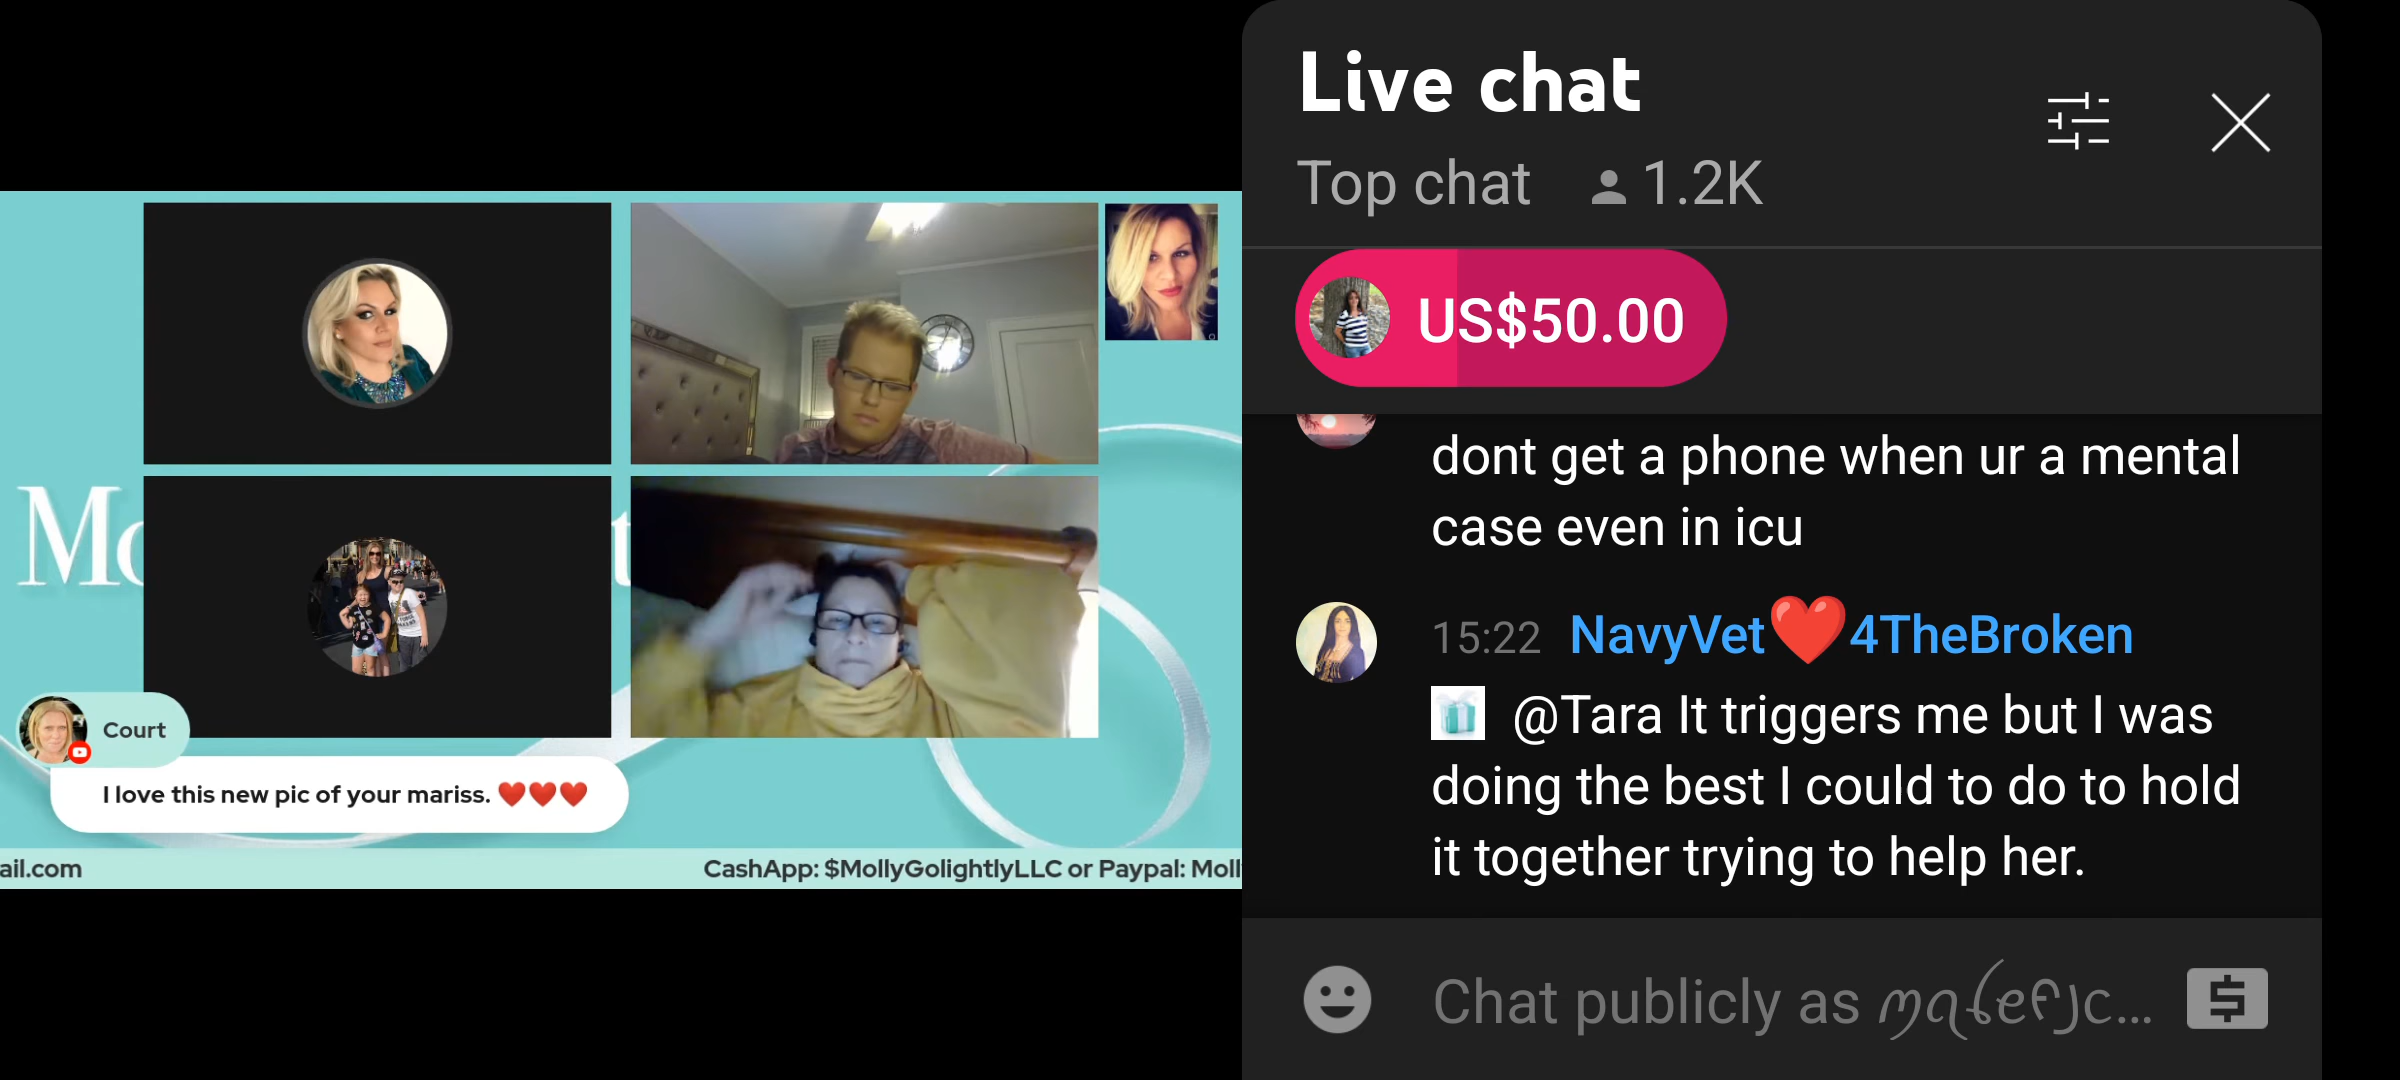 Live chat
Top chat 1.2K
US$50.00
dont get a phone when ur a mental
case even in icu
15:22 NavyVet❤️4TheBroken
@Tara It triggers me but I was
doing the best I could to do to hold
it together trying to help her.
Chat publicly as
Mo
t
Court
I love this new pic of your mariss. ❤️❤️❤️
ail.com
CashApp: $MollyGolightlyLLC or Paypal: Moll